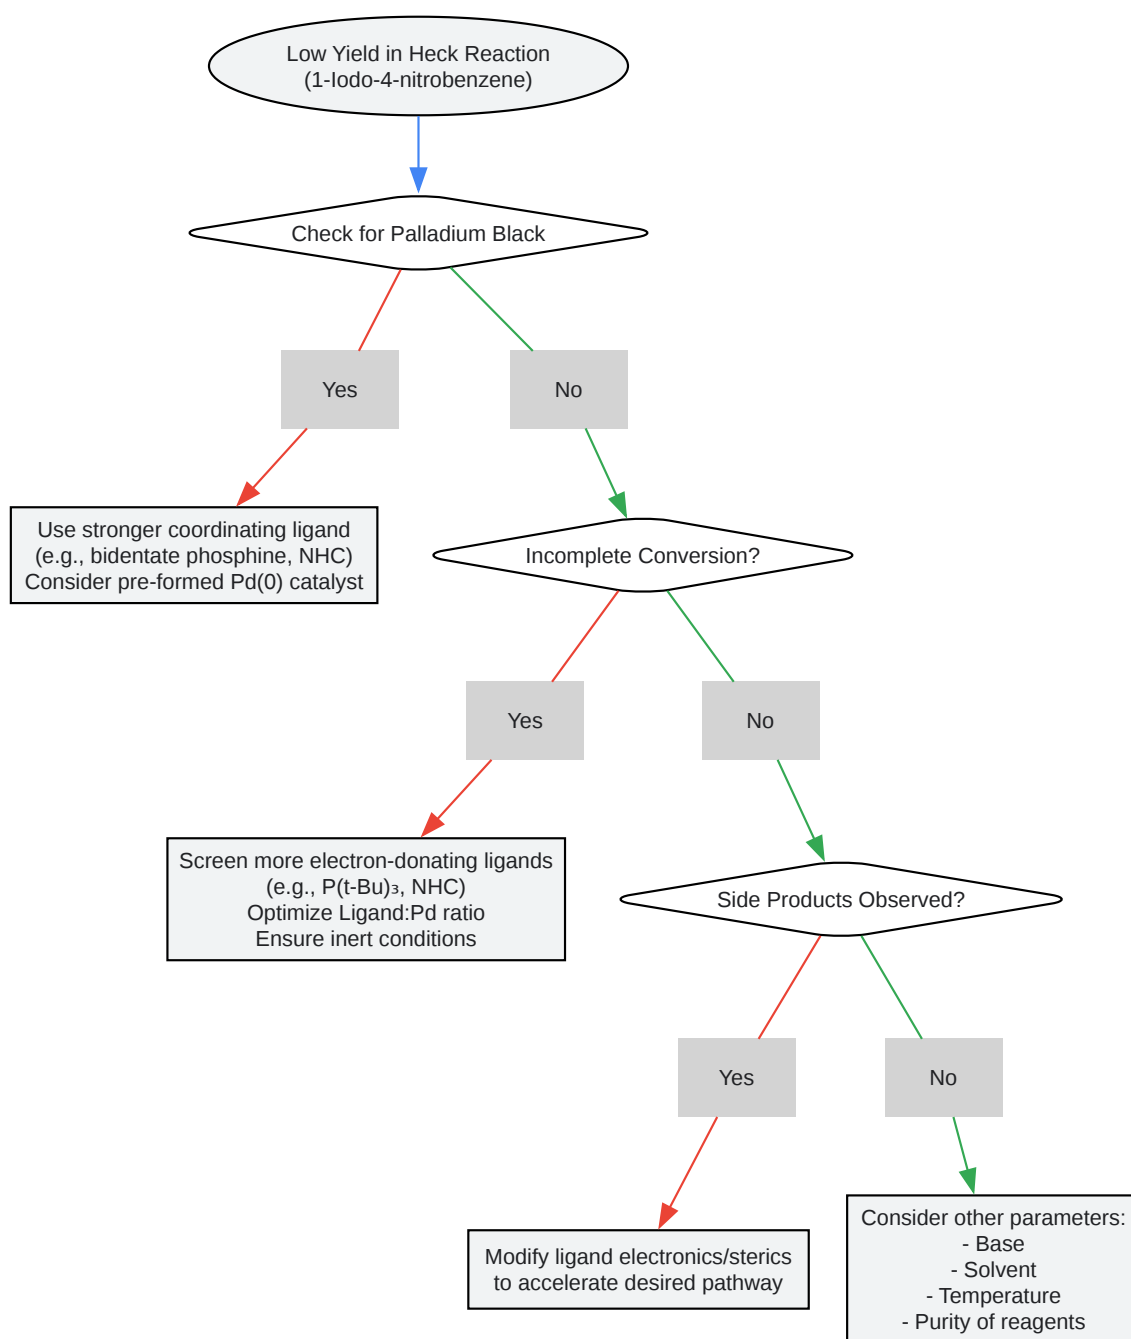 Low Yield in Heck Reaction
(1-Iodo-4-nitrobenzene)
Check for Palladium Black
Yes
No
Use stronger coordinating ligand
(e.g., bidentate phosphine, NHC)
Consider pre-formed Pd(0) catalyst
Incomplete Conversion?
Yes
No
Screen more electron-donating ligands
(e.g., P(t-Bu)₃, NHC)
Optimize Ligand:Pd ratio
Ensure inert conditions
Side Products Observed?
Yes
No
Modify ligand electronics/sterics
to accelerate desired pathway
Consider other parameters:
- Base
- Solvent
- Temperature
- Purity of reagents